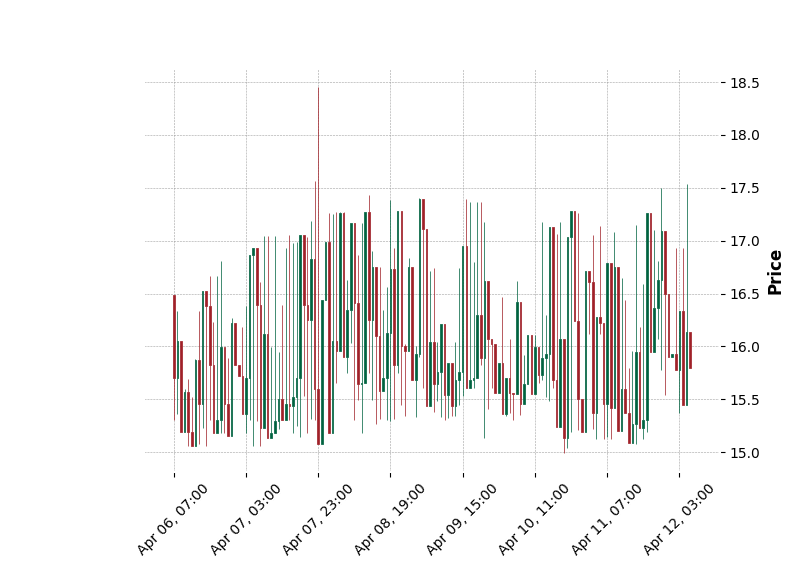 18.5
18.0
17.5
17.0
16.5
16.0
15.5
15.0
Price
Apr 06, 07:00
Apr 07, 03:00
Apr 07, 23:00
Apr 08, 19:00
Apr 09, 15:00
Apr 10, 11:00
Apr 11, 07:00
Apr 12, 03:00